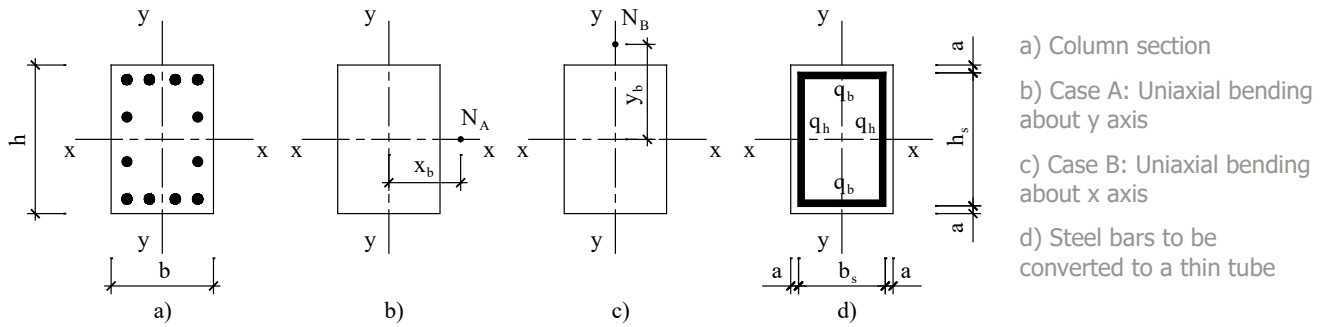 y
y
y N_B
y
a
a) Column section
h
x
x
x
N_A
x
x_b
x
y_b
x
x
q_b
q_h
q_h
q_b
x
h_s
b) Case A: Uniaxial bending
about y axis
c) Case B: Uniaxial bending
about x axis
y
y
y
y
a
d) Steel bars to be
converted to a thin tube
b
a
b_s
a
a)
b)
c)
d)